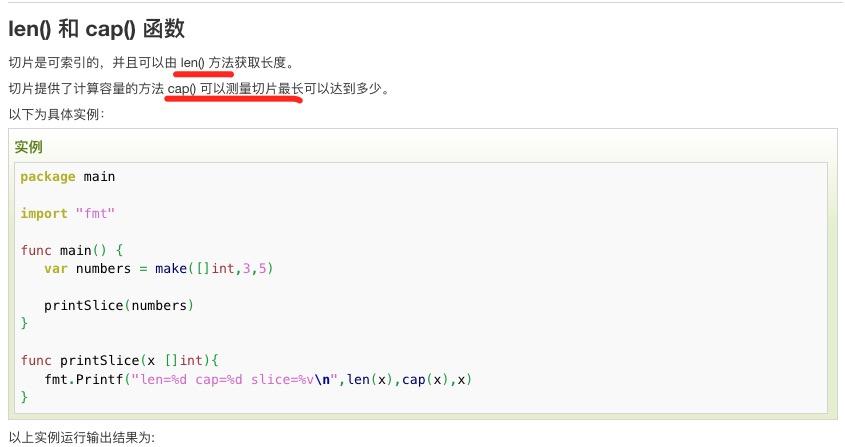 len() 和 cap() 函数
切片是可索引的，并且可以由 len() 方法获取长度。
切片提供了计算容量的方法 cap() 可以测量切片最长可以达到多少。
以下为具体实例：
实例
package main
import "fmt"
func main() {
   var numbers = make([]int,3,5)
   printSlice(numbers)
}
func printSlice(x []int){
   fmt.Printf("len=%d cap=%d slice=%v\n",len(x),cap(x),x)
}
以上实例运行输出结果为: